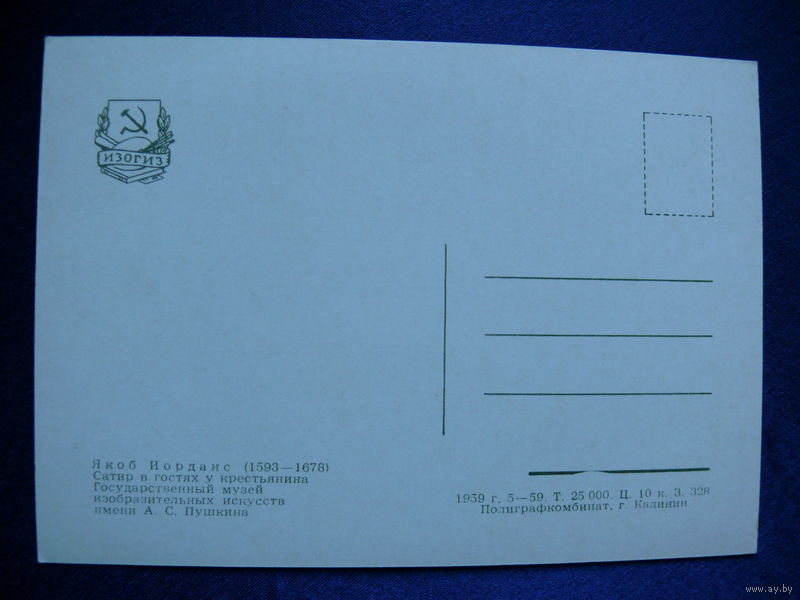 ИЗОГИЗ
Якоб Иорданс (1593—1678)
Сатир в гостях у крестьянина
Государственный музей
изобразительных искусств
имени А. С. Пушкина
1959 г. 5—59. Т. 25 000. Ц. 10 к. З. 328
Полиграфкомбинат, г. Калинин
www.ay.by